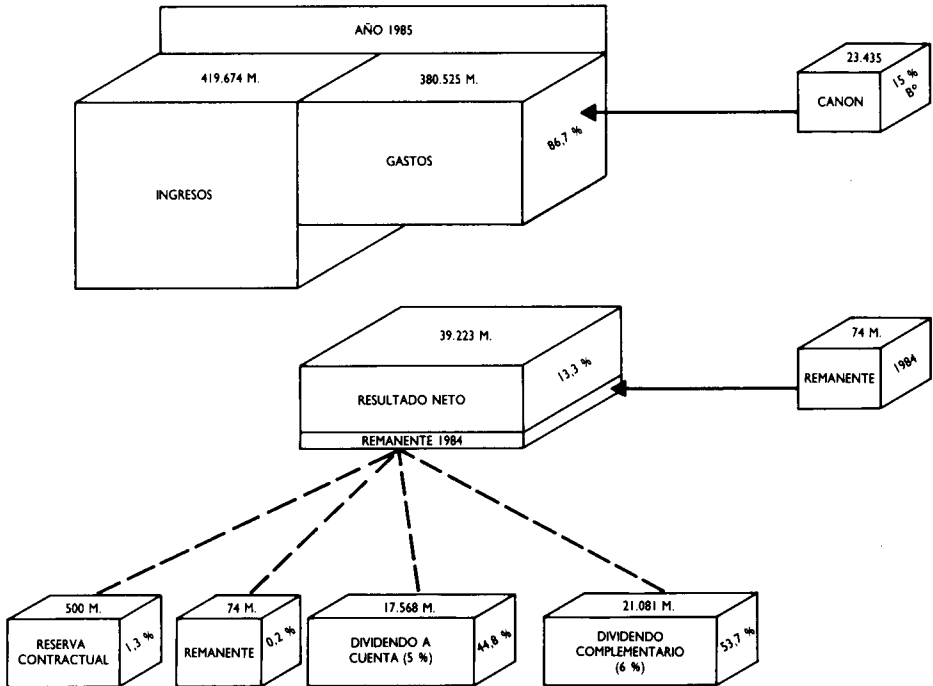 AÑO 1985
419.674 M.
380.525 M.
INGRESOS
GASTOS
86,7 %
23.435
CANON
15 %
Bº
39.223 M.
RESULTADO NETO
13,3 %
REMANENTE 1984
74 M.
REMANENTE
1984
500 M.
RESERVA
CONTRACTUAL
1,3 %
74 M.
REMANENTE
0,2 %
17.568 M.
DIVIDENDO A
CUENTA (5 %)
44,8 %
21.081 M.
DIVIDENDO
COMPLEMENTARIO
(6 %)
53,7 %